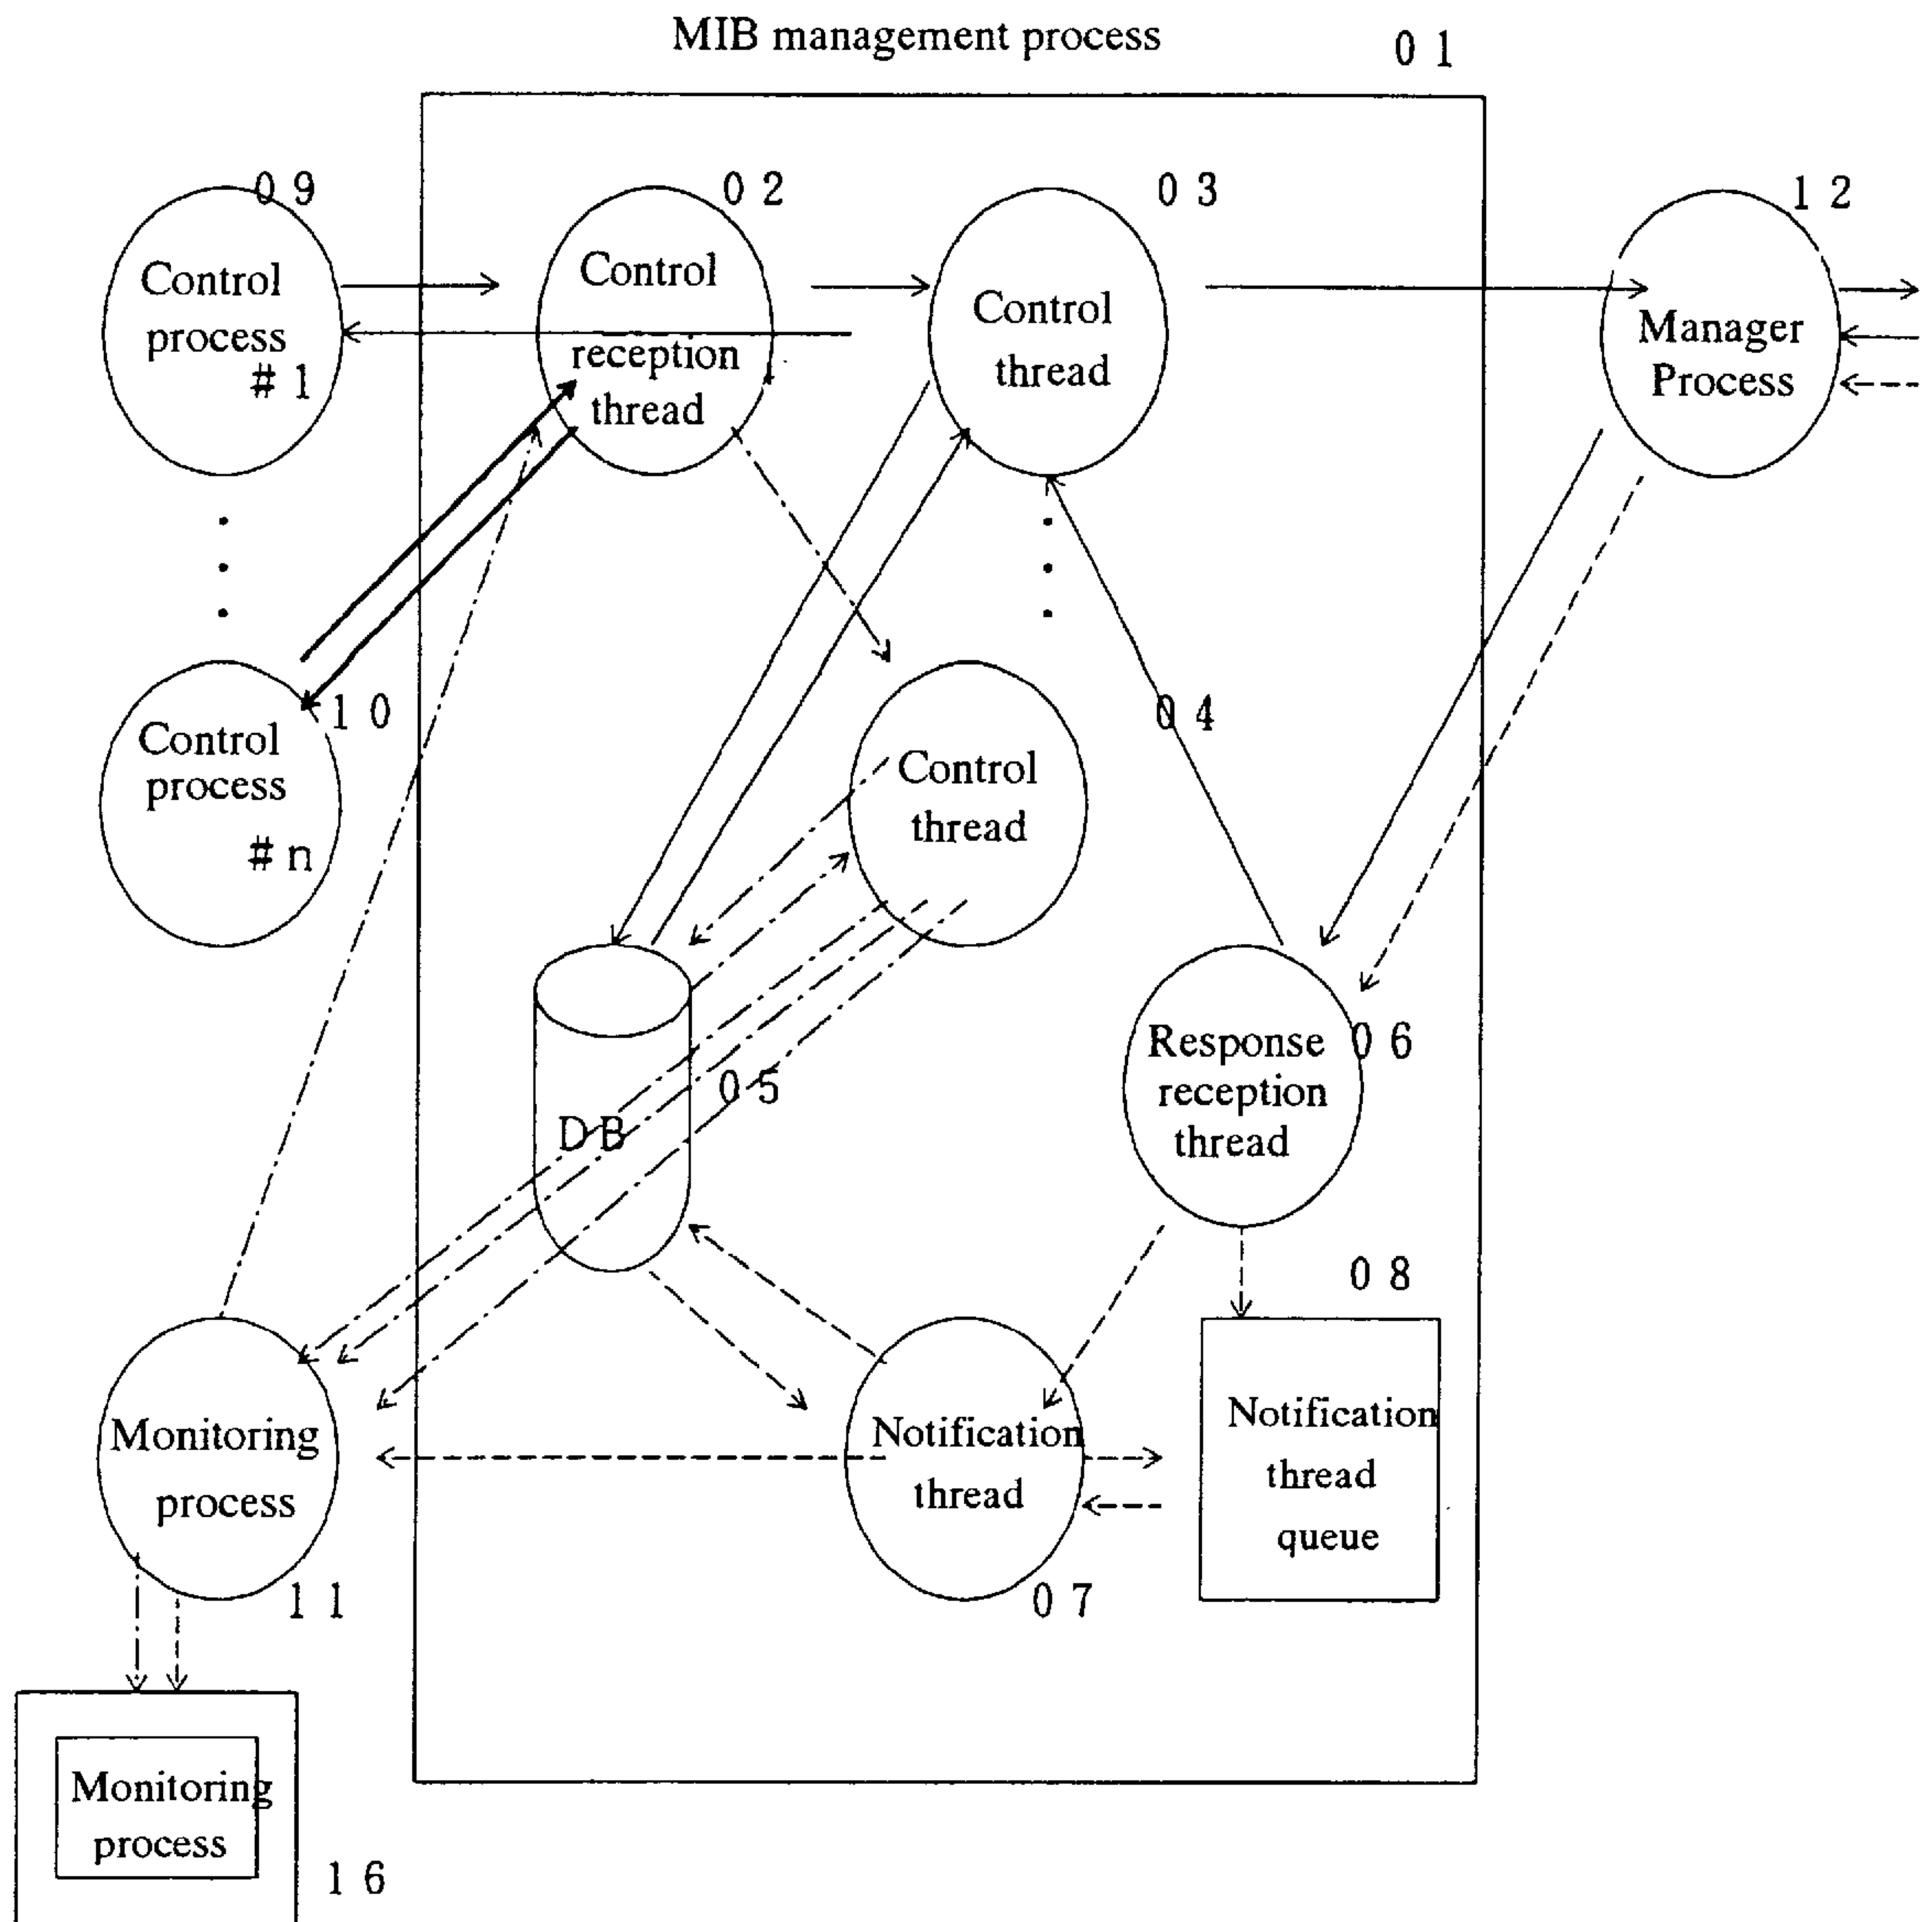 MIB management process
0 1
0 9
0 2
0 3
1 2
Control
process
# 1
Control
reception
thread
Control
thread
Manager
Process
1 0
0 4
Control
process
# n
Control
thread
0 5
D B
Response
reception
thread
0 6
0 8
Monitoring
process
Notification
thread
Notification
thread
queue
1 1
0 7
Monitoring
process
1 6